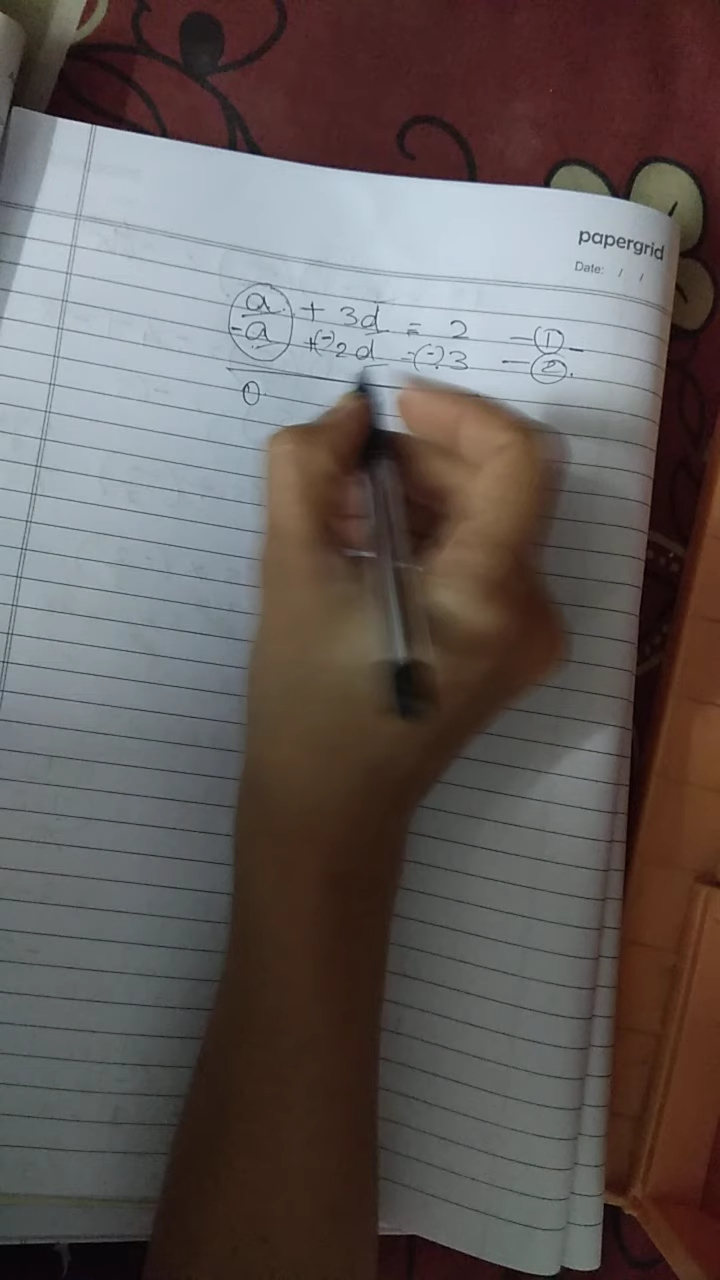 papergrid
Date: / /
a + 3d = 2 —①—
-a +(-)2d =(-)3 —②.
0